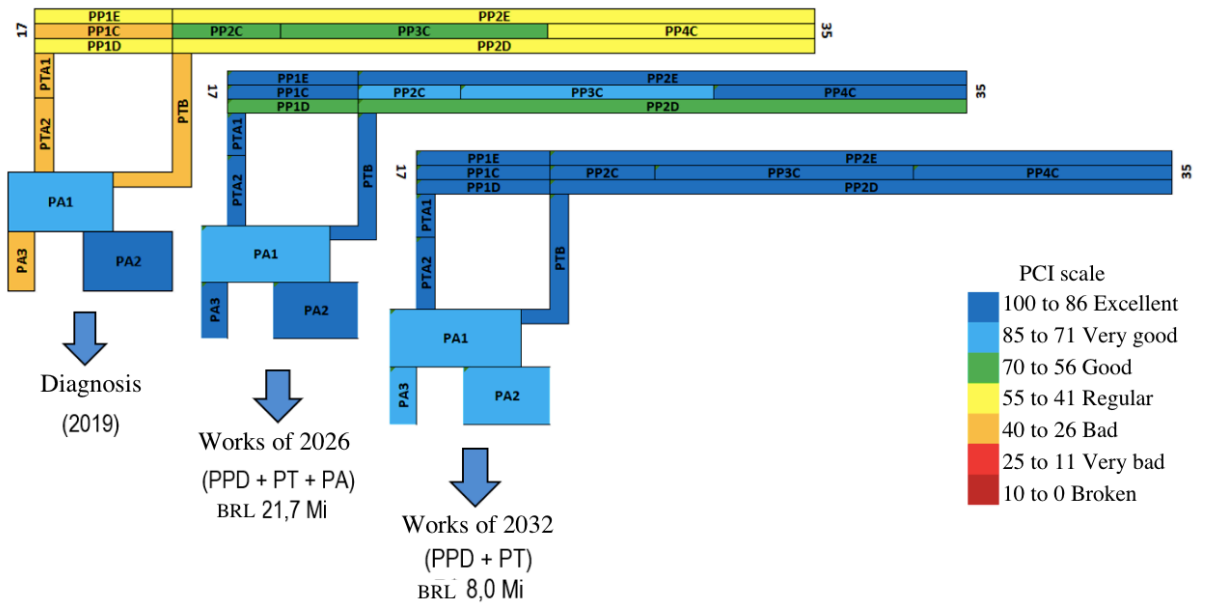 17
PP1E
PP2E
PP1C
PP2C
PP3C
PP4C
PP1D
PP2D
35
PTA1
PTA2
PTB
PA1
PA3
PA2
Diagnosis
(2019)
17
PP1E
PP2E
PP1C
PP2C
PP3C
PP4C
PP1D
PP2D
35
PTA1
PTA2
PTB
PA1
PA3
PA2
Works of 2026
(PPD + PT + PA)
BRL 21,7 Mi
17
PP1E
PP2E
PP1C
PP2C
PP3C
PP4C
PP1D
PP2D
35
PTA1
PTA2
PTB
PA1
PA3
PA2
Works of 2032
(PPD + PT)
BRL 8,0 Mi
PCI scale
100 to 86 Excellent
85 to 71 Very good
70 to 56 Good
55 to 41 Regular
40 to 26 Bad
25 to 11 Very bad
10 to 0 Broken